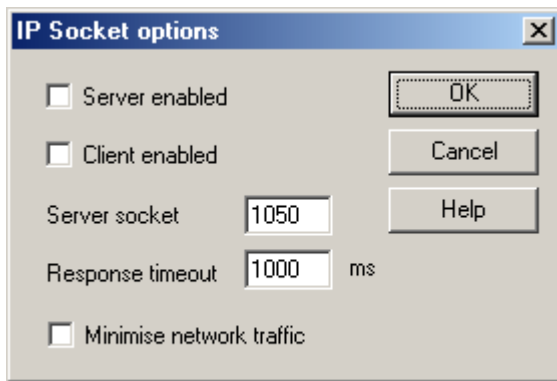 IP Socket options
Server enabled
OK
Client enabled
Cancel
Server socket 1050
Help
Response timeout 1000 ms
Minimise network traffic